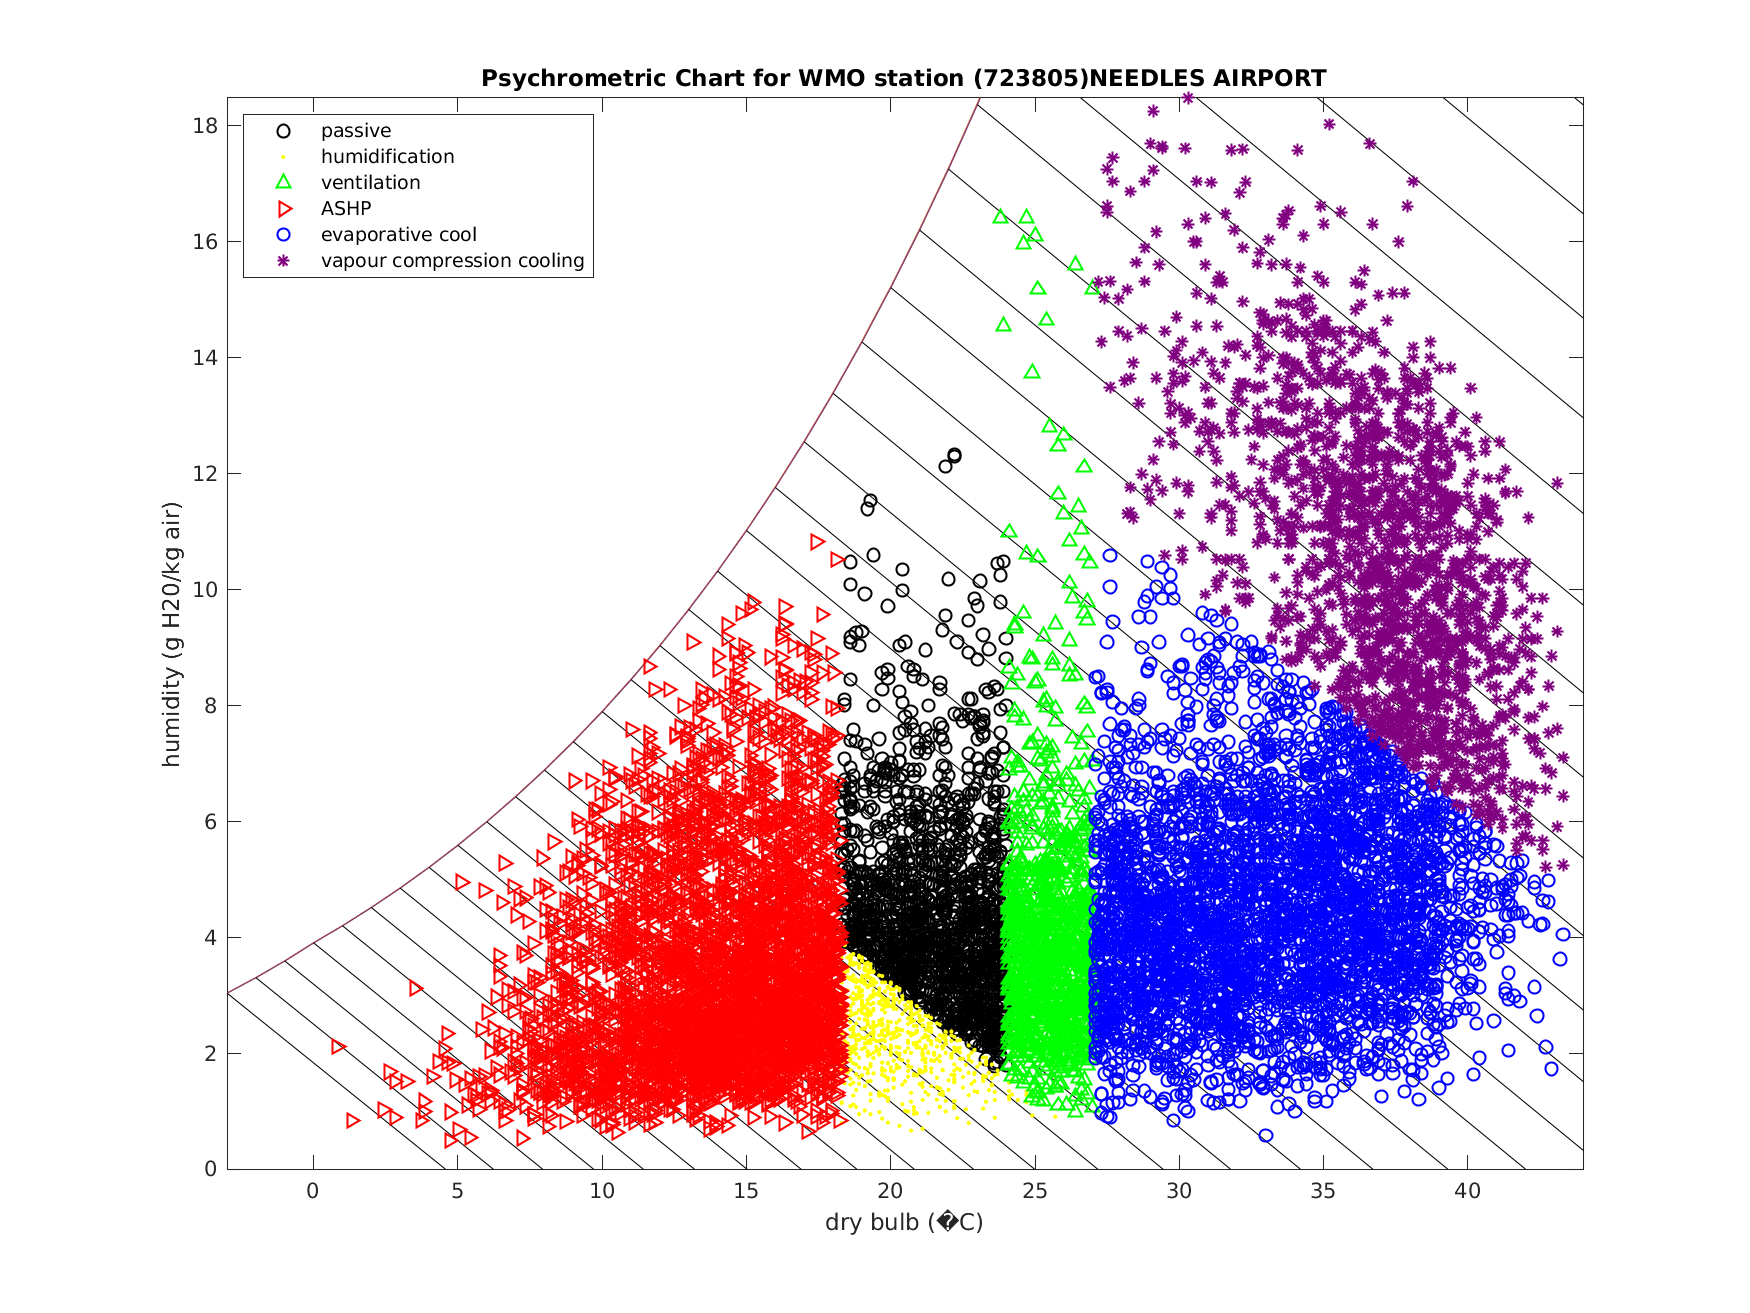 Psychrometric Chart for WMO station (723805)NEEDLES AIRPORT
passive
humidification
ventilation
ASHP
evaporative cool
vapour compression cooling
18
16
14
12
10
8
6
4
2
0
humidity (g H20/kg air)
0 5 10 15 20 25 30 35 40
dry bulb (�C)